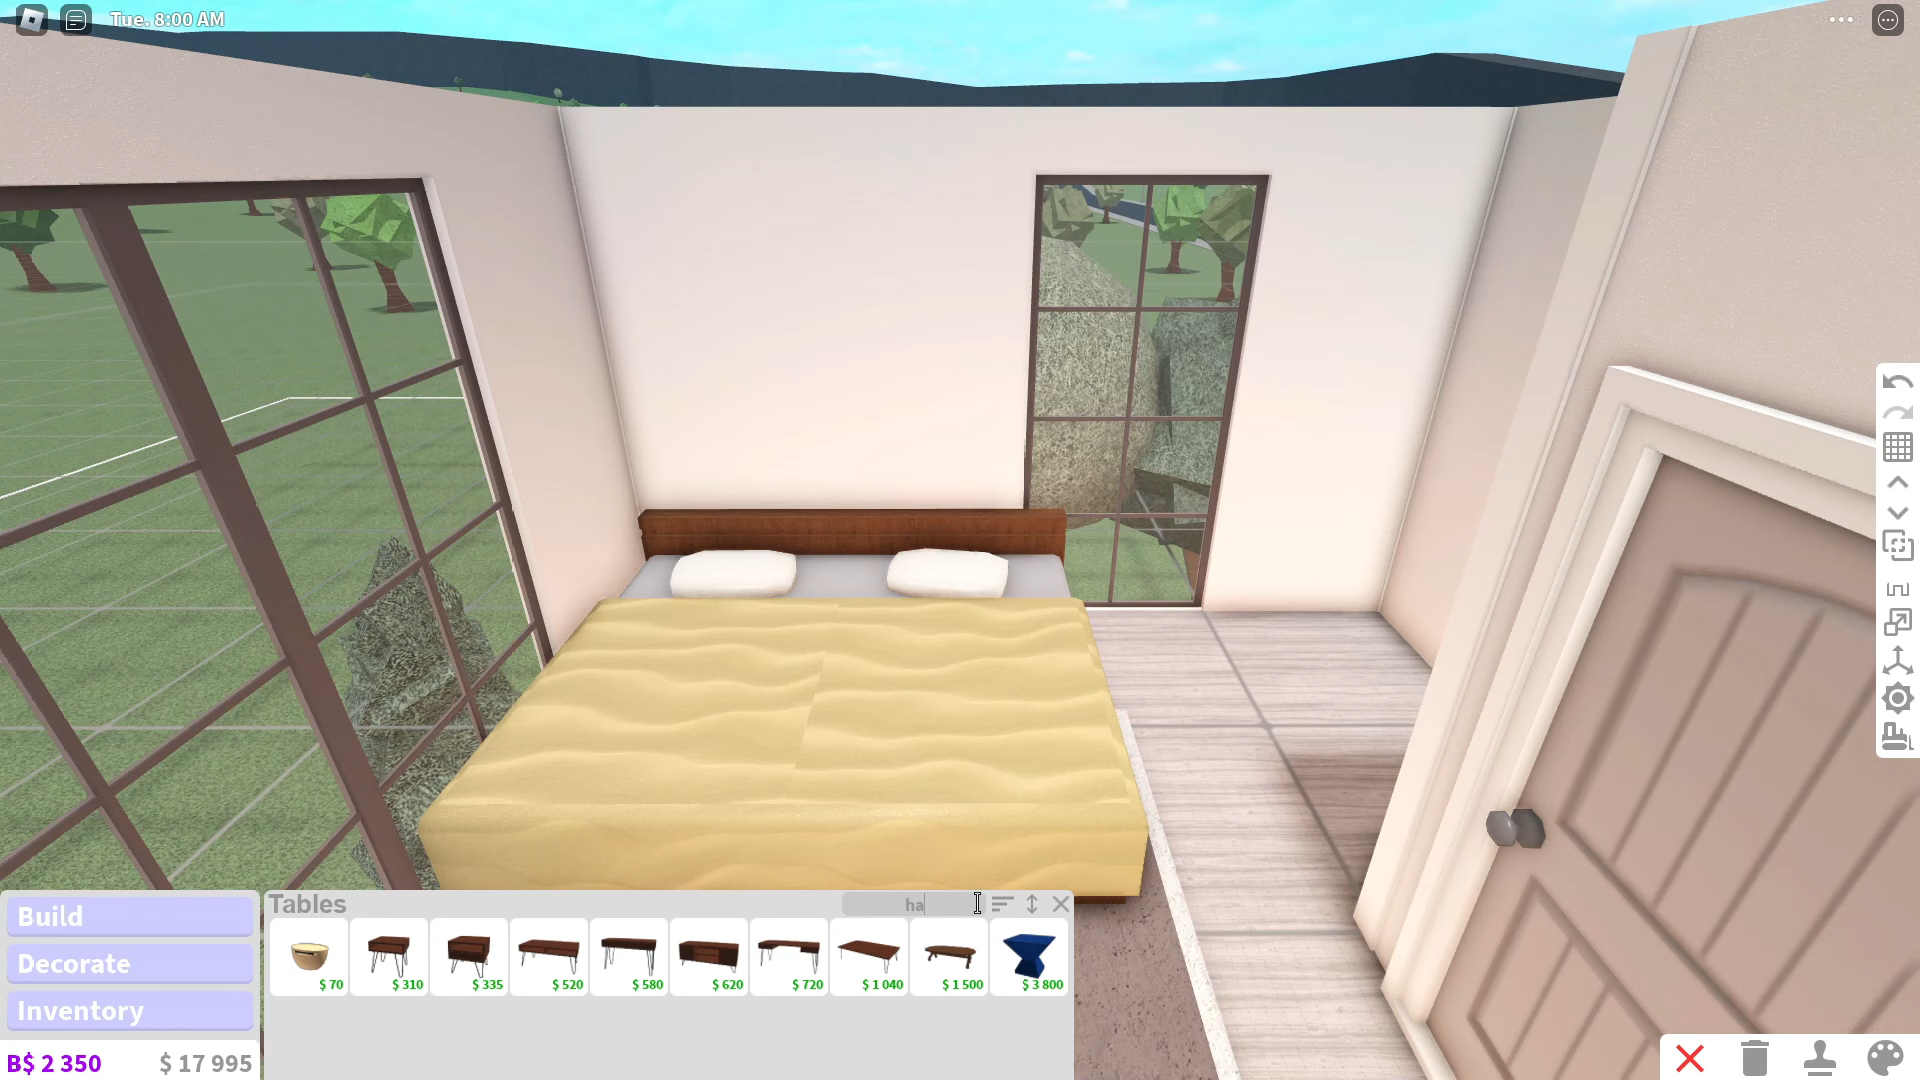 Tue. 8:00 AM
Build
Decorate
Inventory
B$ 2 350 $ 17 995
Tables ha
$ 70 $ 310 $ 335 $ 520 $ 580 $ 620 $ 720 $ 1 040 $ 1 500 $ 3 800